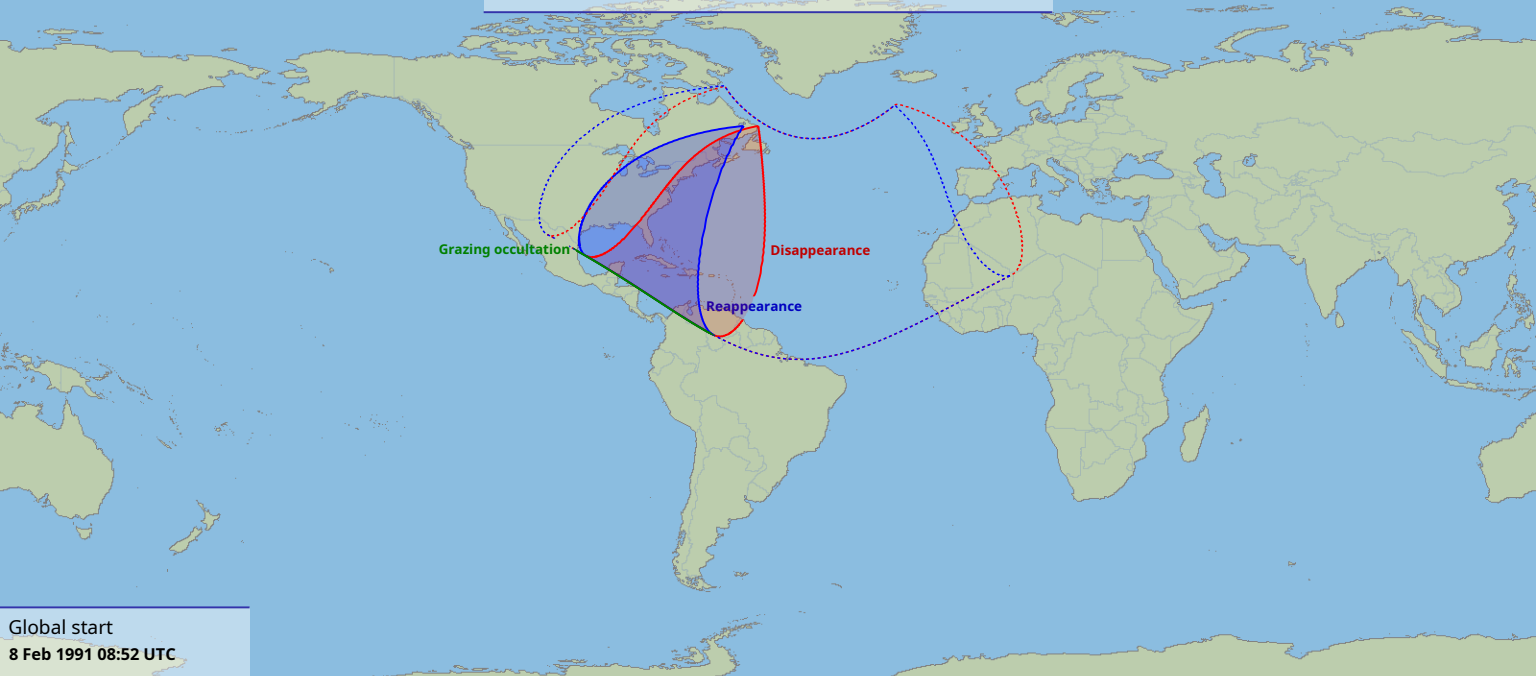 Grazing occultation
Disappearance
Reappearance
Global start
8 Feb 1991 08:52 UTC